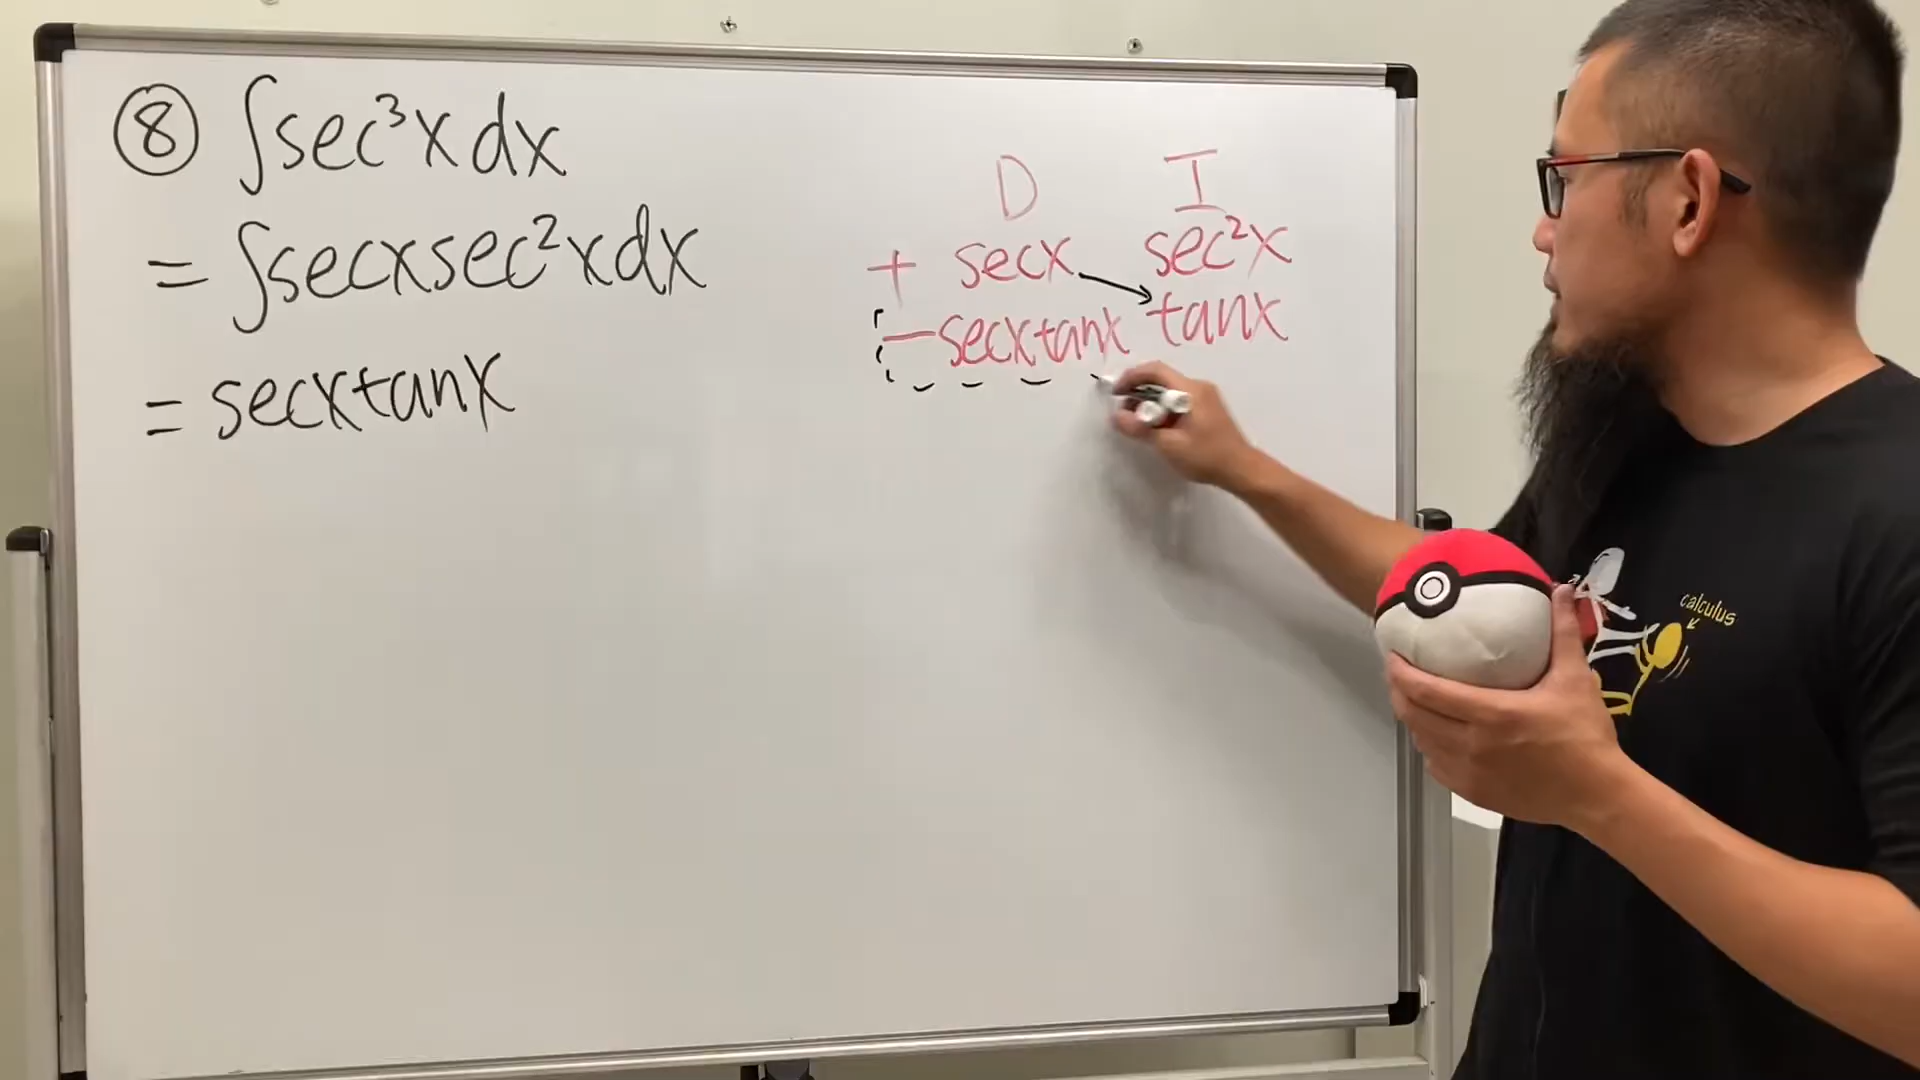 ⑧ ∫sec³x dx
= ∫secxsec²xdx
= secxtanx
D I
+ secx sec²x
- secxtanx tanx
calculus